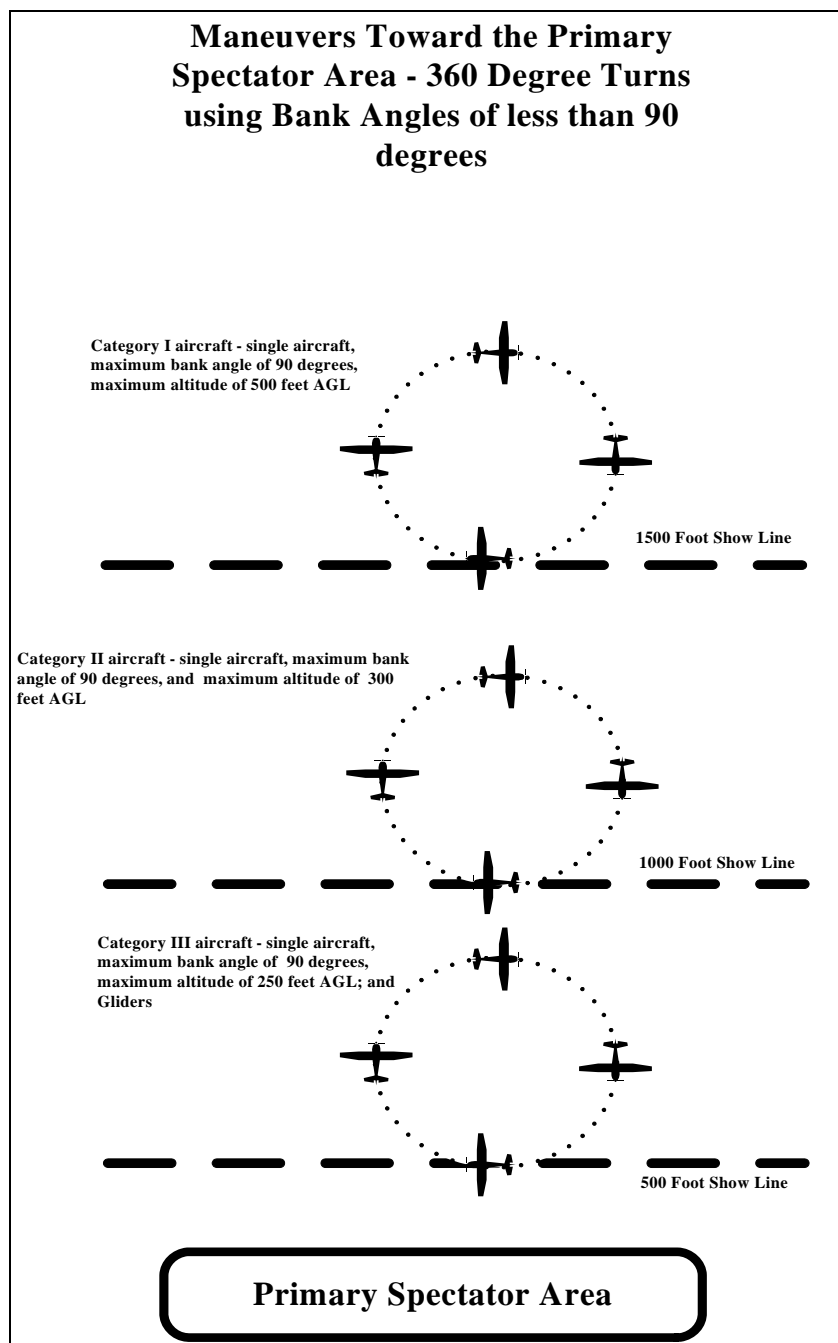 Maneuvers Toward the Primary
Spectator Area - 360 Degree Turns
using Bank Angles of less than 90
degrees
Category I aircraft - single aircraft,
maximum bank angle of 90 degrees,
maximum altitude of 500 feet AGL
1500 Foot Show Line
Category II aircraft - single aircraft, maximum bank
angle of 90 degrees, and maximum altitude of 300
feet AGL
1000 Foot Show Line
Category III aircraft - single aircraft,
maximum bank angle of 90 degrees,
maximum altitude of 250 feet AGL; and
Gliders
500 Foot Show Line
Primary Spectator Area